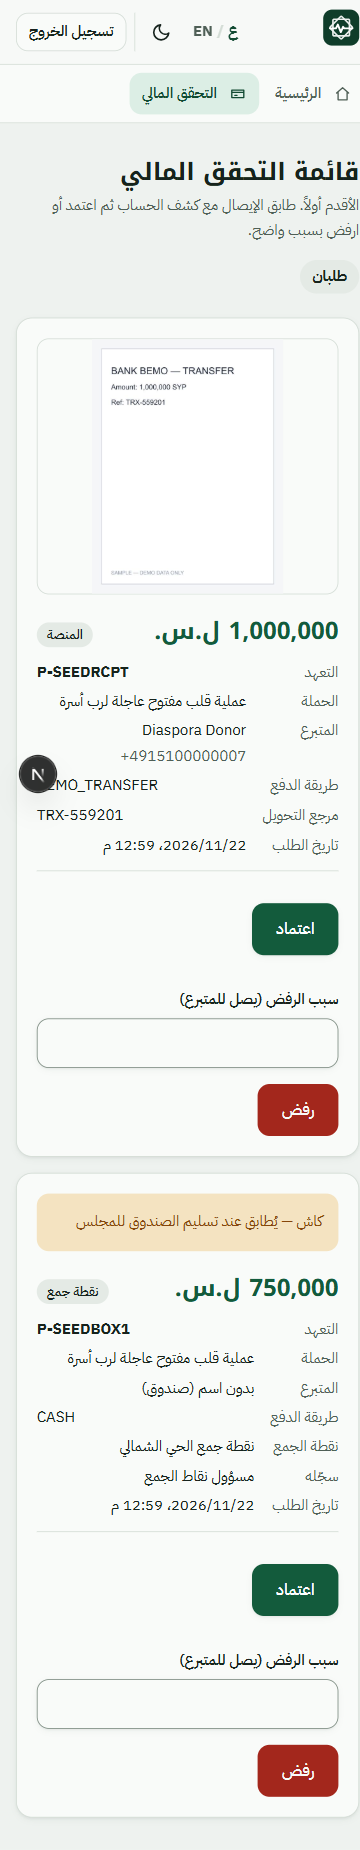 ع / EN
تسجيل الخروج
الرئيسية
التحقق المالي
قائمة التحقق المالي
الأقدم أولاً. طابق الإيصال مع كشف الحساب ثم اعتمد أو
ارفض بسبب واضح.
طلبان
BANK BEMO — TRANSFER
Amount: 1,000,000 SYP
Ref: TRX-559201
SAMPLE — DEMO DATA ONLY
1,000,000 ل.س.
المنصة
التعهد P-SEEDRCPT
الحملة عملية قلب مفتوح عاجلة لرب أسرة
المتبرع Diaspora Donor
+4915100000007
طريقة الدفع MO_TRANSFER
مرجع التحويل TRX-559201
تاريخ الطلب 2026/11/22، 12:59 م
اعتماد
سبب الرفض (يصل للمتبرع)
رفض
كاش — يُطابق عند تسليم الصندوق للمجلس
750,000 ل.س.
نقطة جمع
التعهد P-SEEDBOX1
الحملة عملية قلب مفتوح عاجلة لرب أسرة
المتبرع بدون اسم (صندوق)
طريقة الدفع CASH
نقطة الجمع نقطة جمع الحي الشمالي
سجّله مسؤول نقاط الجمع
تاريخ الطلب 2026/11/22، 12:59 م
اعتماد
سبب الرفض (يصل للمتبرع)
رفض